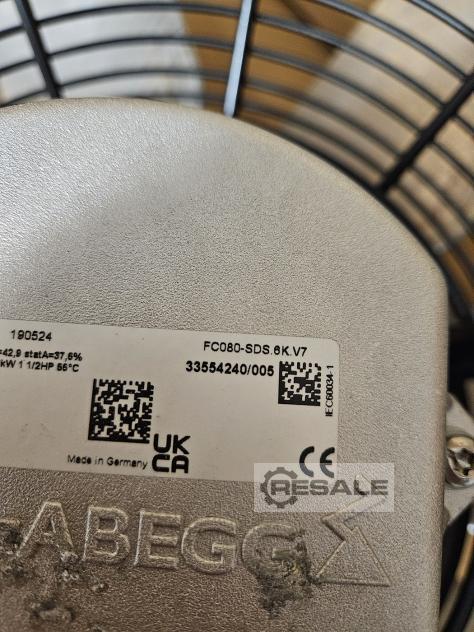 190524
FC080-SDS.6K.V7
=42,9 statA=37,6%
33554240/005
kW 1 1/2HP 56°C
IEC60034-1
UK
CA
Made in Germany
CE
RESALE
-ABEGG